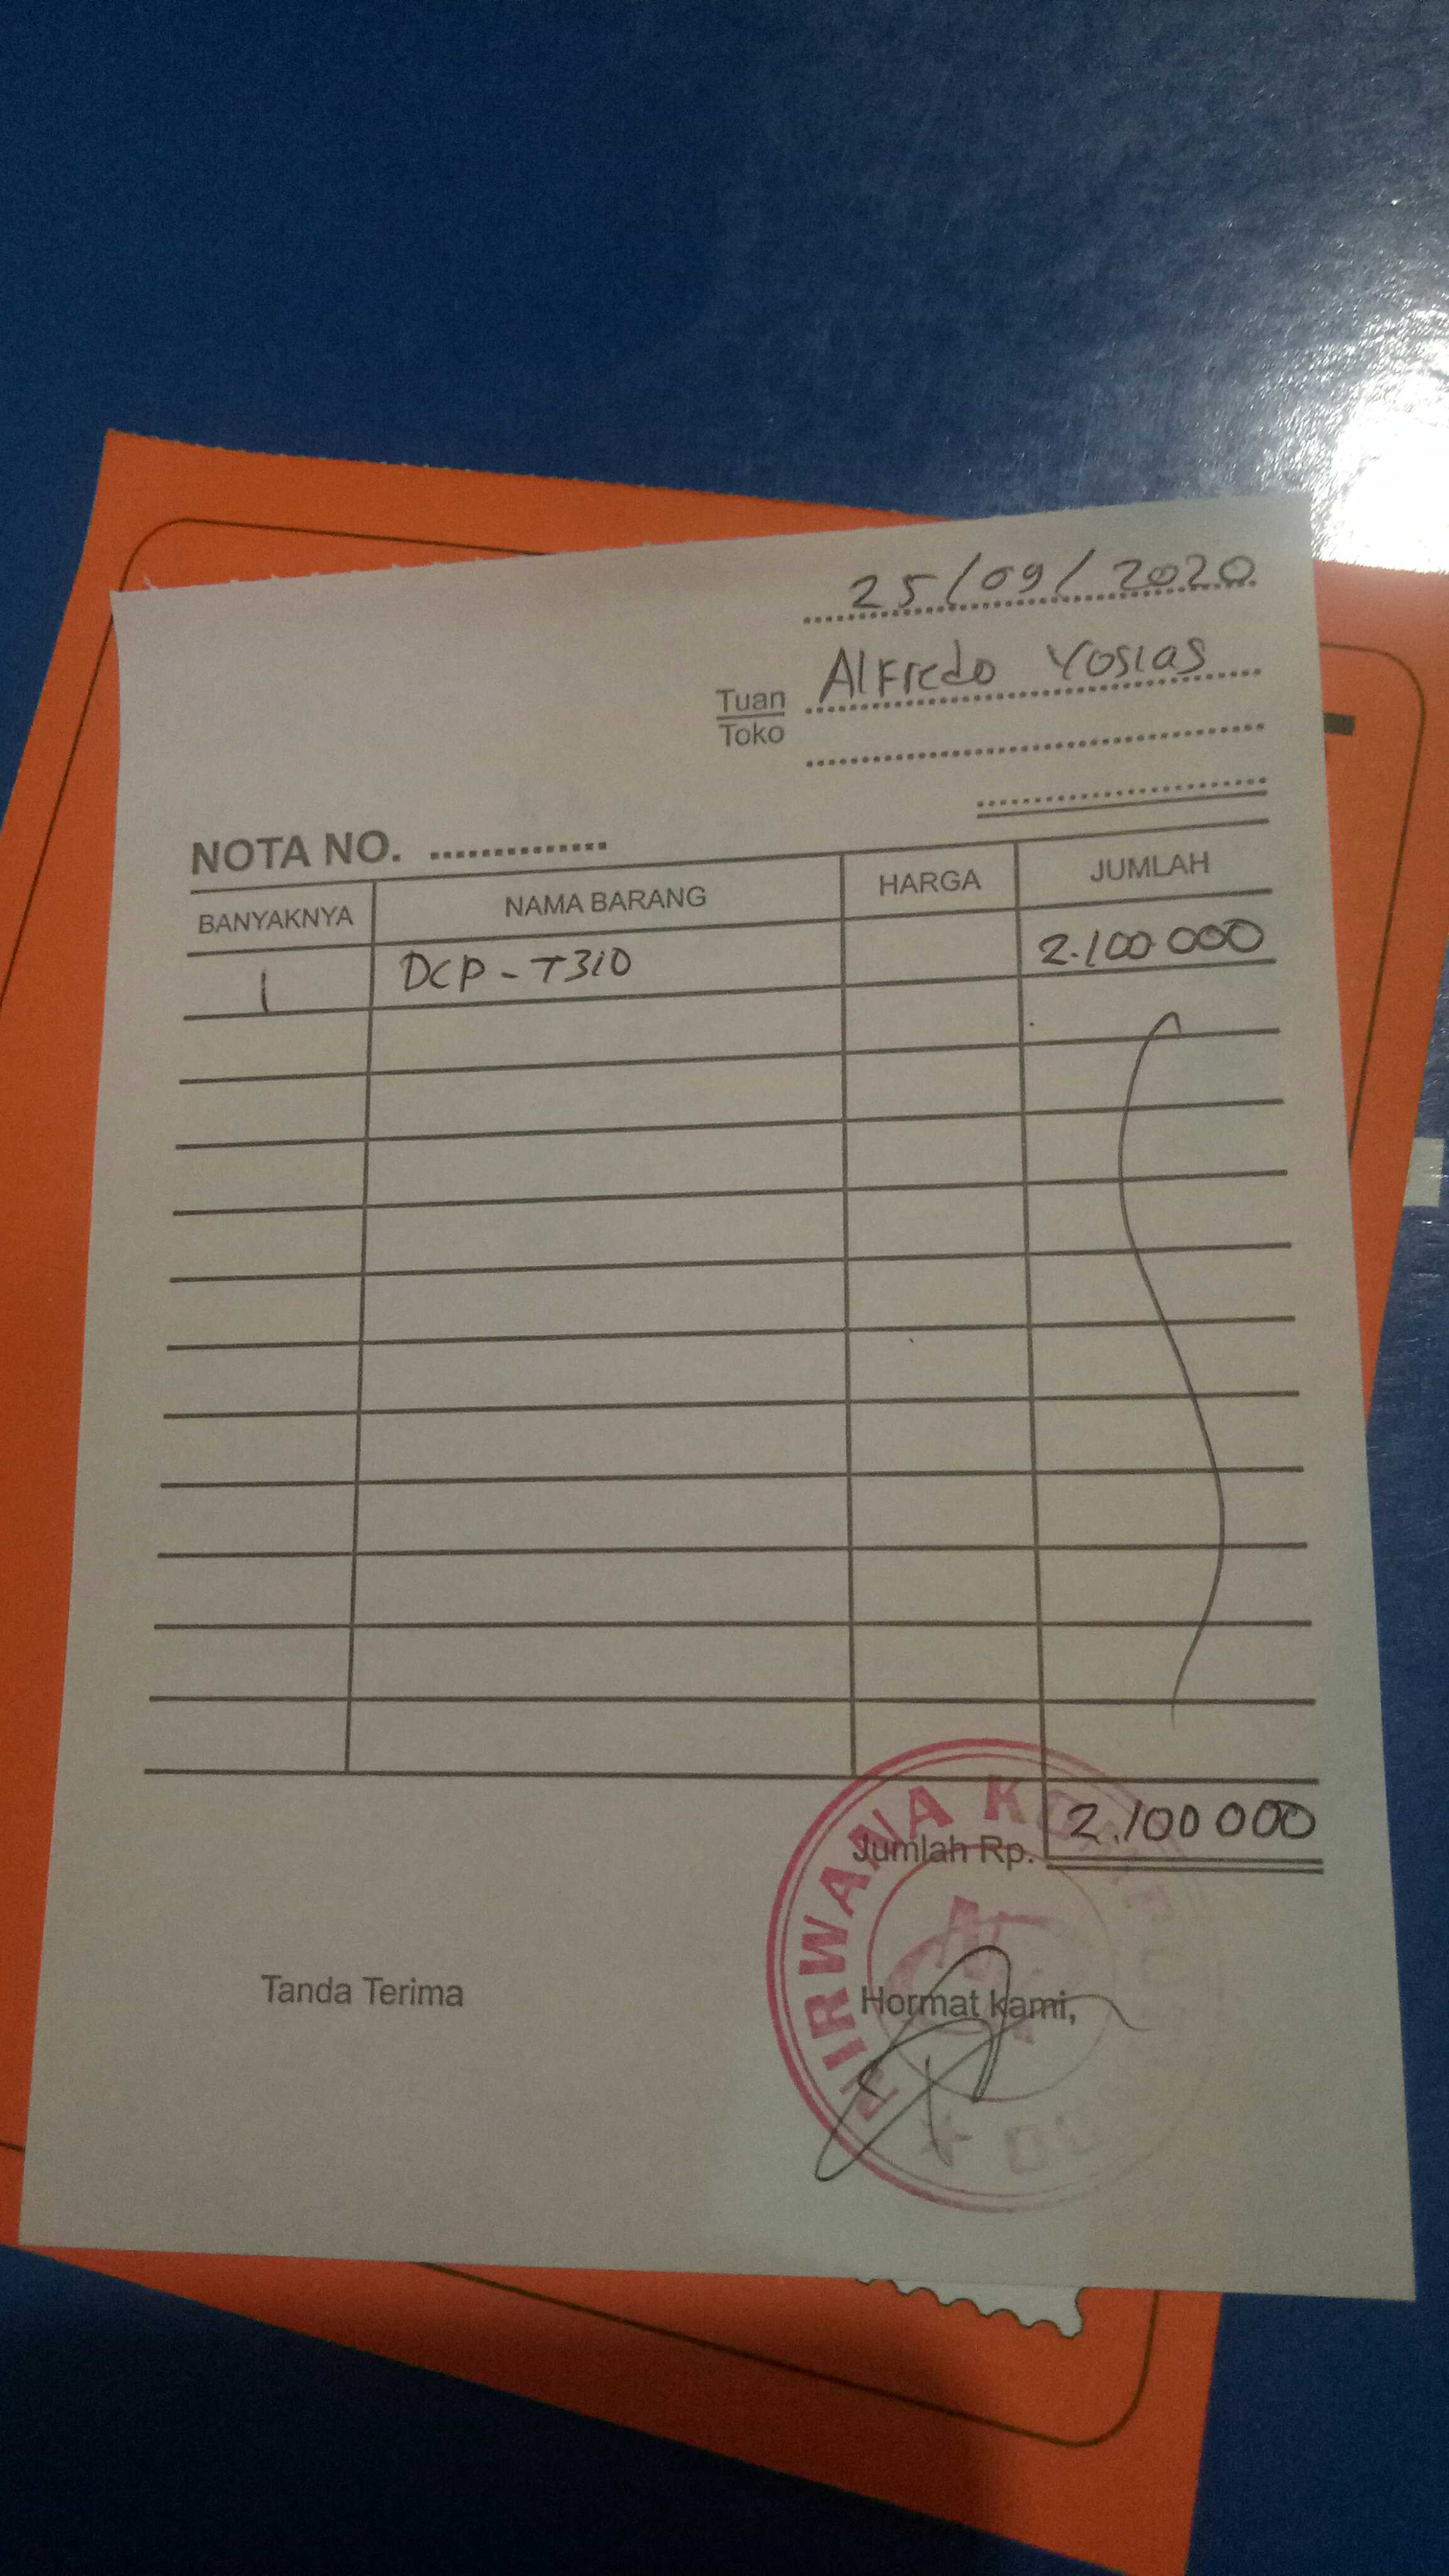 25/09/2020
Tuan Alfredo Yosias
Toko
NOTA NO. ..............
BANYAKNYA NAMA BARANG HARGA JUMLAH
1 DCP-T310 2.100 000
Jumlah Rp. 2.100 000
Tanda Terima Hormat kami,
FIRWANA